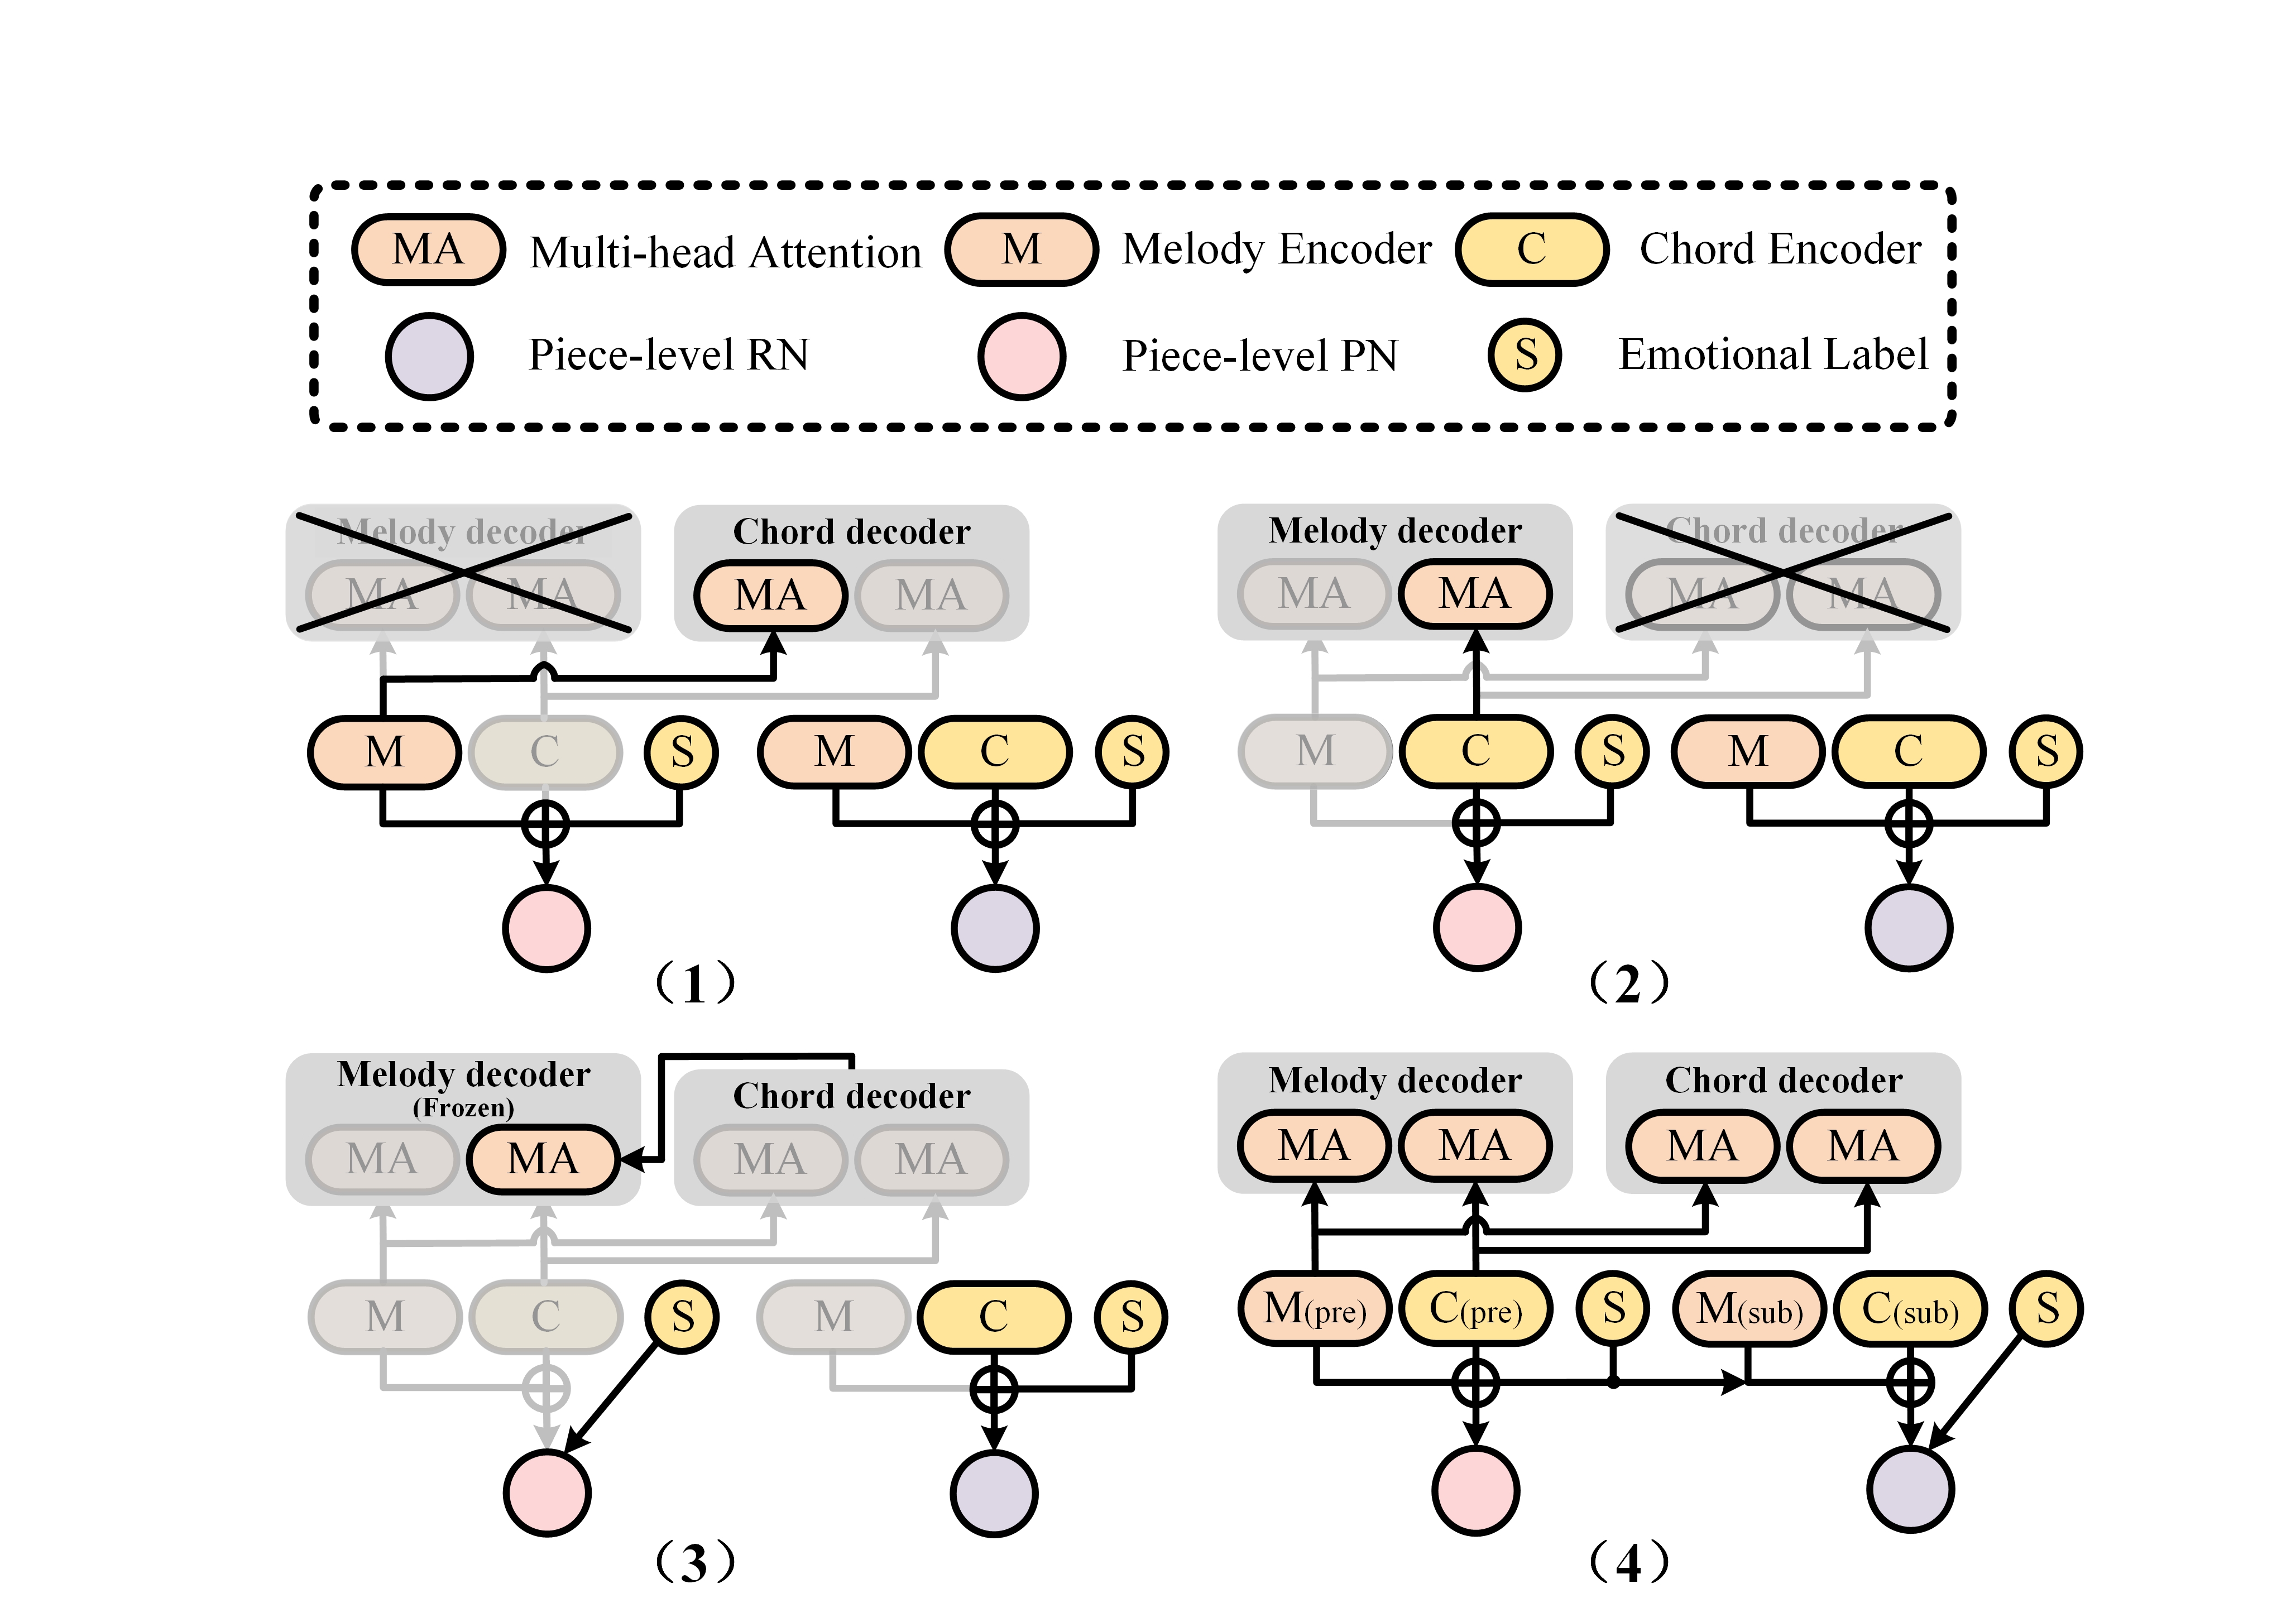 MA Multi-head Attention M Melody Encoder C Chord Encoder
Piece-level RN Piece-level PN S Emotional Label
Melody decoder Chord decoder
MA MA MA MA
M C S M C S
(1)
Melody decoder Chord decoder
MA MA MA MA
M C S M C S
(2)
Melody decoder
(Frozen)
Chord decoder
MA MA MA MA
M C S M C S
(3)
Melody decoder Chord decoder
MA MA MA MA
M(pre) C(pre) S M(sub) C(sub) S
(4)